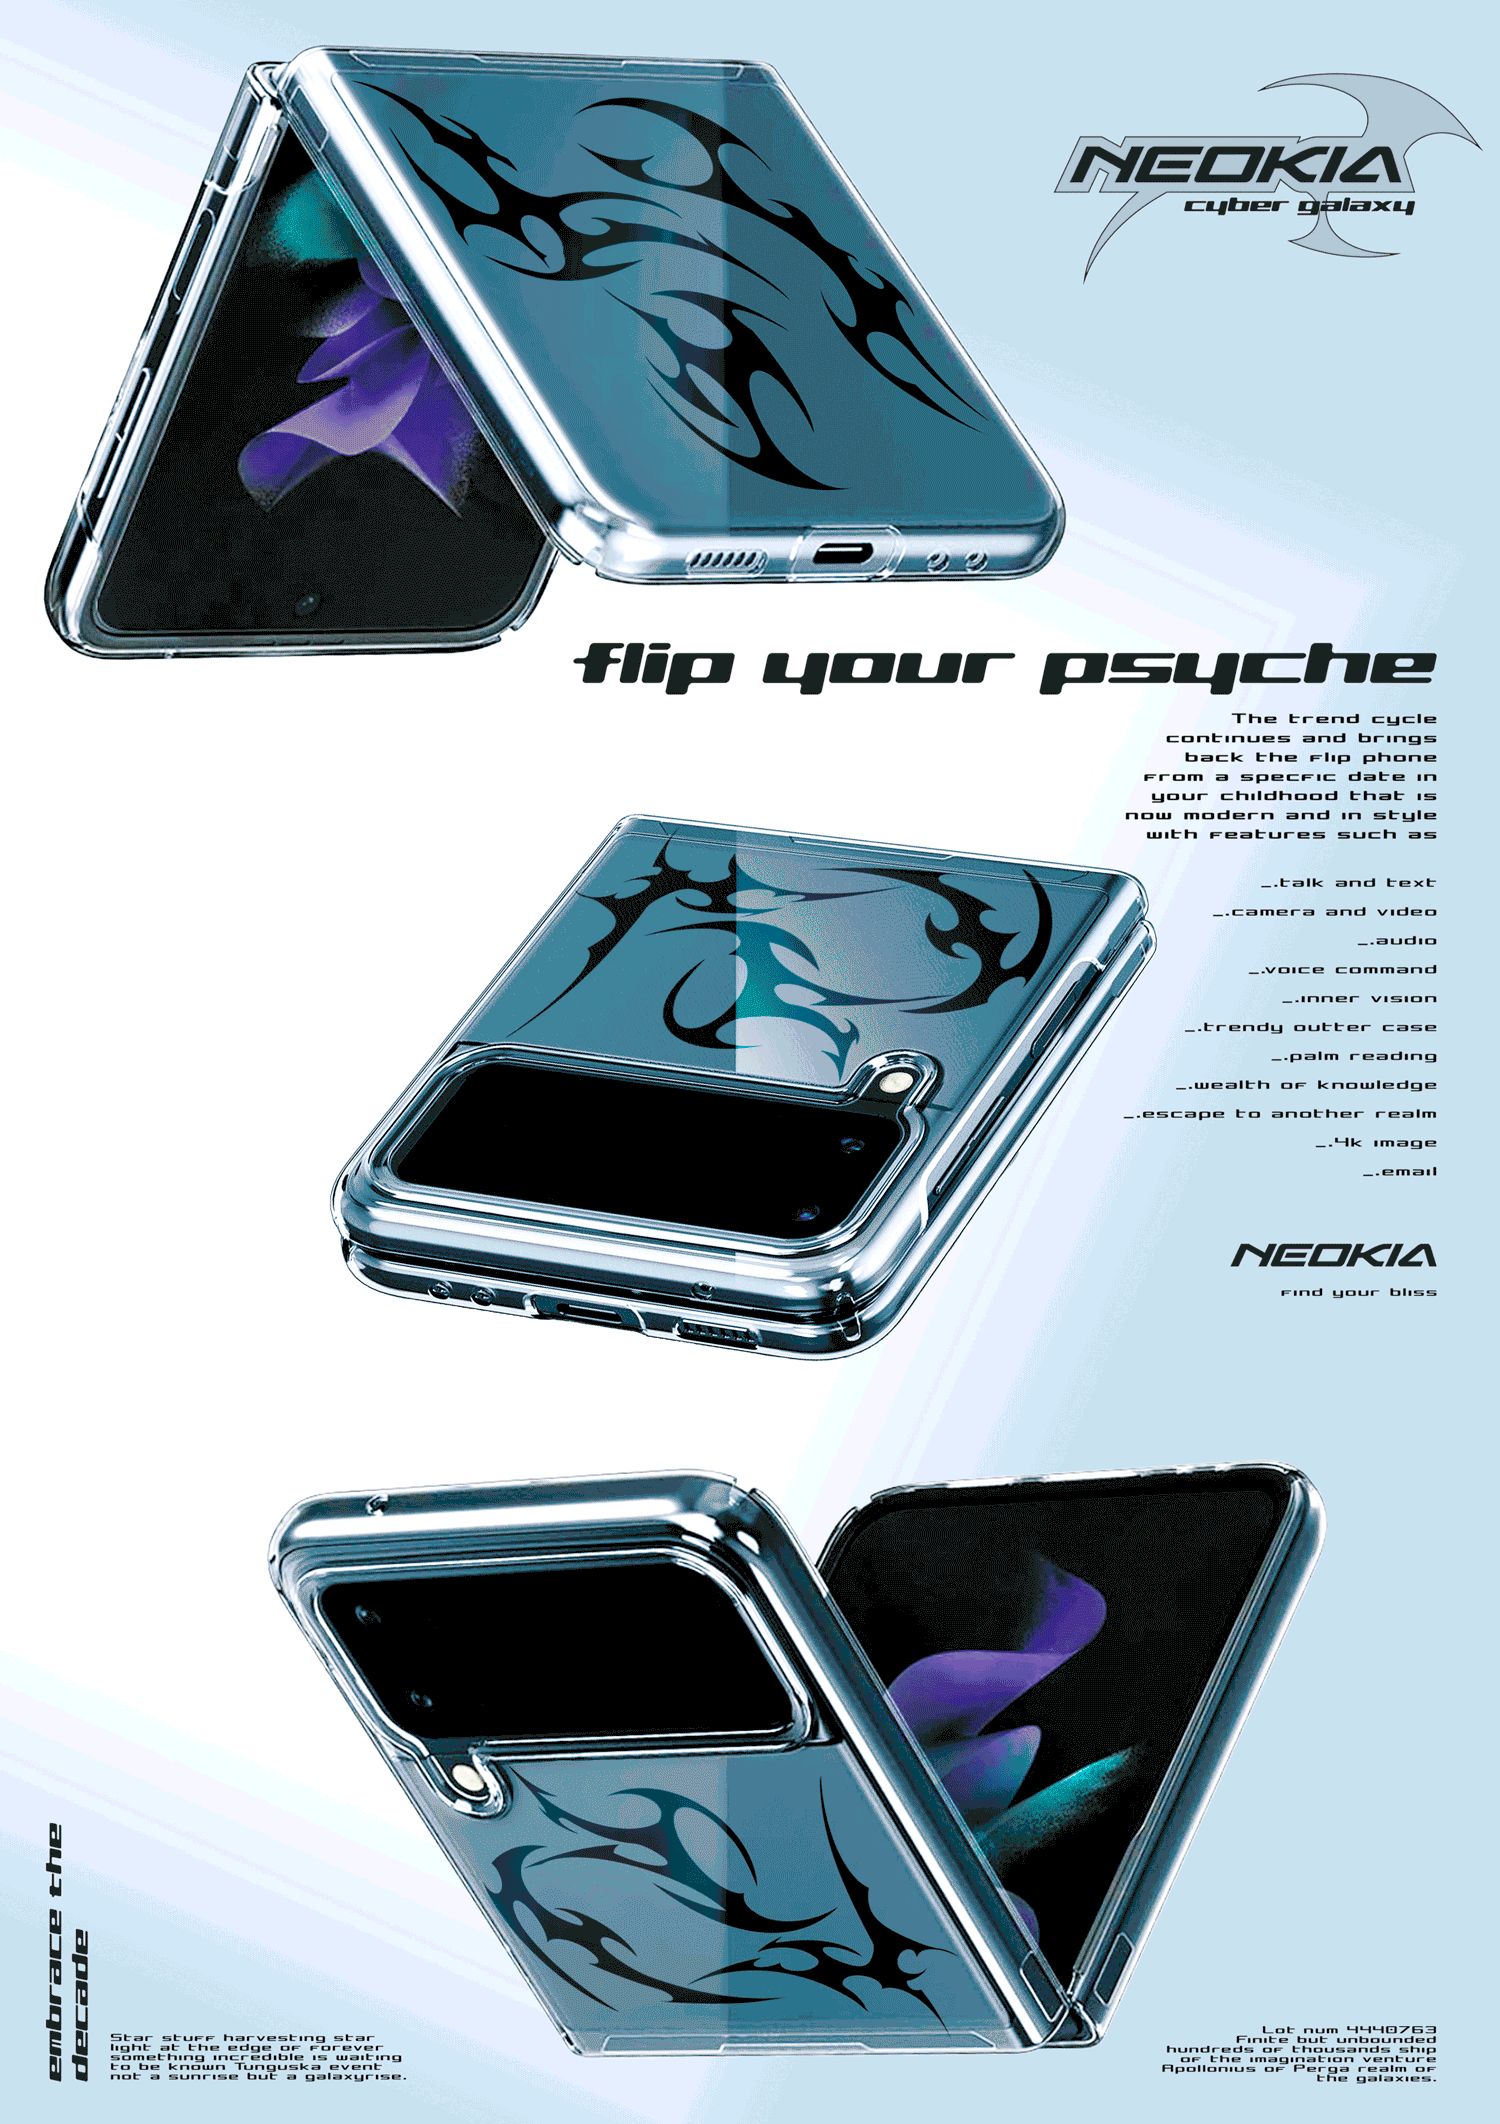 NEOKIA
cyber galaxy
flip your psyche
The trend cycle
continues and brings
back the flip phone
from a specfic date in
your childhood that is
now modern and in style
with features such as
_.talk and text
_.camera and video
_.audio
_.voice command
_.inner vision
_.trendy outter case
_.palm reading
_.wealth of knowledge
_.escape to another realm
_.4k image
_.email
NEOKIA
find your bliss
embrace the
decade
Star stuff harvesting star
light at the edge of forever
something incredible is waiting
to be known Tunguska event
not a sunrise but a galaxyrise.
Lot num 4440763
Finite but unbounded
hundreds of thousands ship
of the imagination venture
Apollonius of Perga realm of
the galaxies.